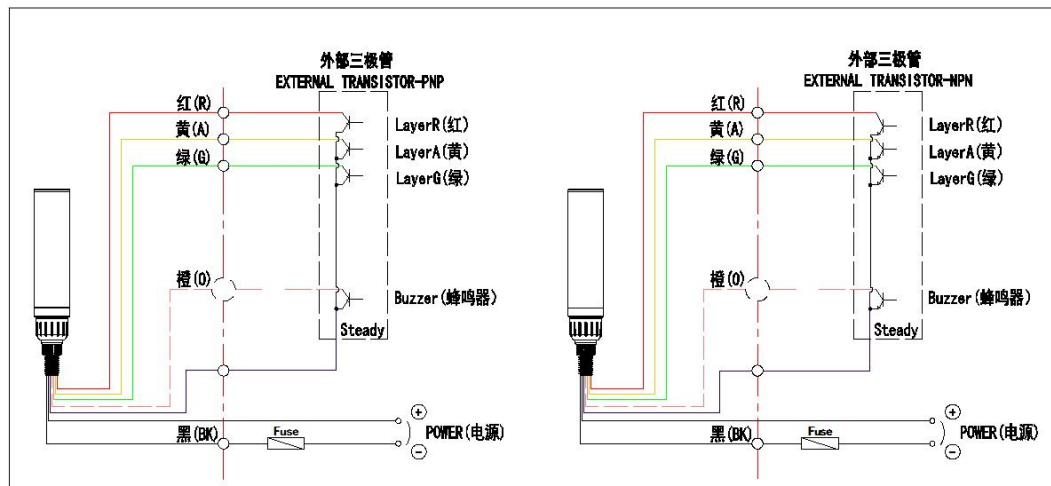 外部三极管
EXTERNAL TRANSISTOR-PNP
红(R)
LayerR(红)
黄(A)
LayerA(黄)
绿(G)
LayerG(绿)
橙(O)
Buzzer(蜂鸣器)
Steady
+
黑(BK)
Fuse
POWER(电源)
-
外部三极管
EXTERNAL TRANSISTOR-NPN
红(R)
LayerR(红)
黄(A)
LayerA(黄)
绿(G)
LayerG(绿)
橙(O)
Buzzer(蜂鸣器)
Steady
+
黑(BK)
Fuse
POWER(电源)
-